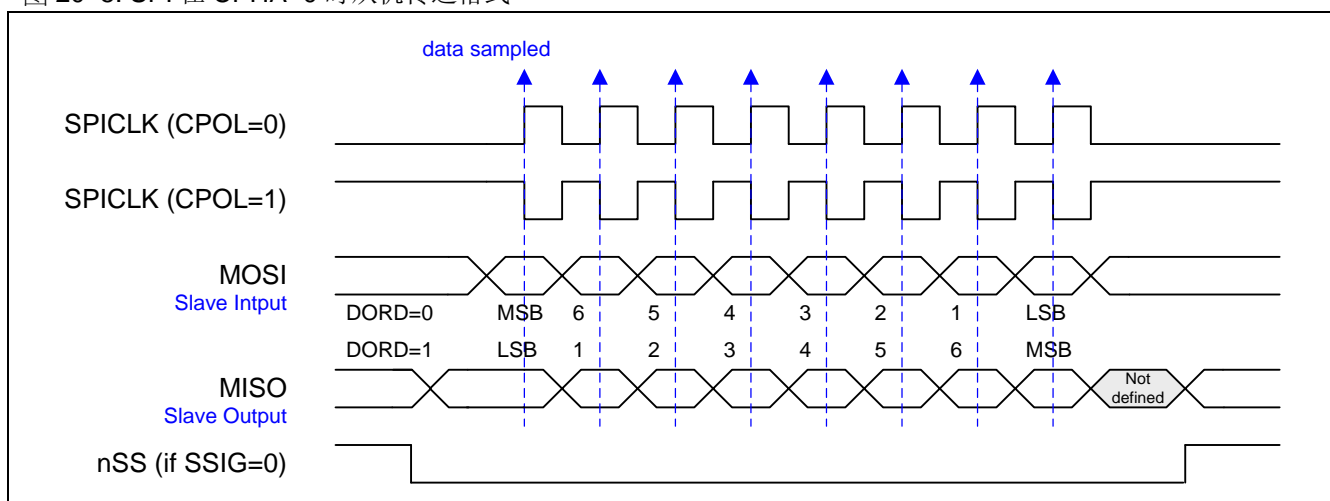 data sampled
SPICLK (CPOL=0)
SPICLK (CPOL=1)
MOSI
Slave Intput
DORD=0 MSB 6 5 4 3 2 1 LSB
DORD=1 LSB 1 2 3 4 5 6 MSB
MISO
Slave Output
Not
defined
nSS (if SSIG=0)